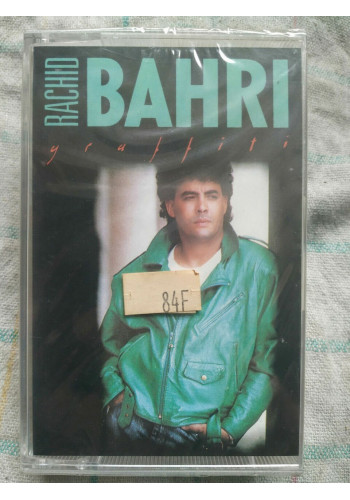 RACHID
BAHRI
graffiti
84F